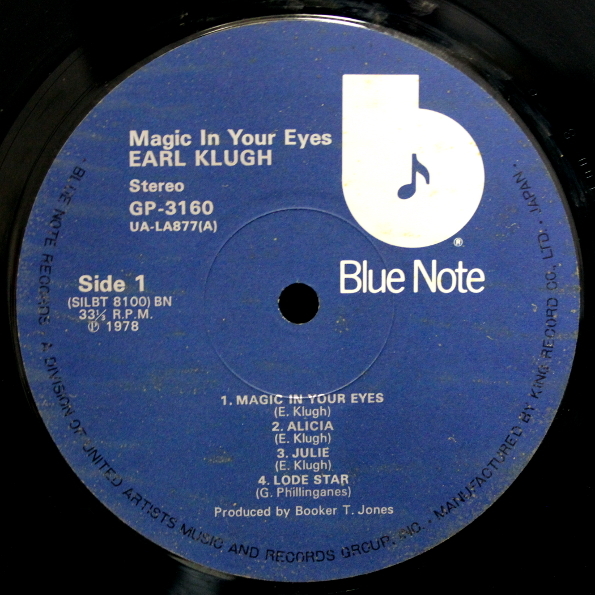 Magic In Your Eyes
EARL KLUGH
Stereo
GP-3160
UA-LA877(A)
®
Blue Note
Side 1
(SILBT 8100) BN
33⅓ R.P.M.
℗ 1978
1. MAGIC IN YOUR EYES
(E. Klugh)
2. ALICIA
(E. Klugh)
3. JULIE
(E. Klugh)
4. LODE STAR
(G. Phillinganes)
Produced by Booker T. Jones
· BLUE NOTE RECORDS · A DIVISION OF UNITED ARTISTS MUSIC AND RECORDS GROUP, INC. · MANUFACTURED BY KING RECORD CO., LTD. · JAPAN ·